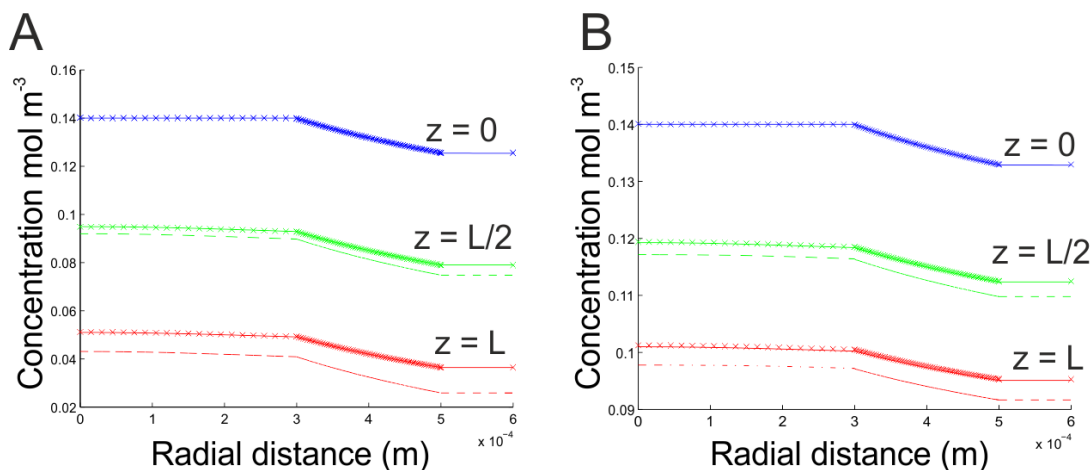 A
Concentration mol m⁻³
0.16
0.14
0.12
0.1
0.08
0.06
0.04
0.02
z = 0
z = L/2
z = L
0 1 2 3 4 5 6
x 10⁻⁴
Radial distance (m)
B
Concentration mol m⁻³
0.15
0.14
0.13
0.12
0.11
0.1
0.09
z = 0
z = L/2
z = L
0 1 2 3 4 5 6
x 10⁻⁴
Radial distance (m)